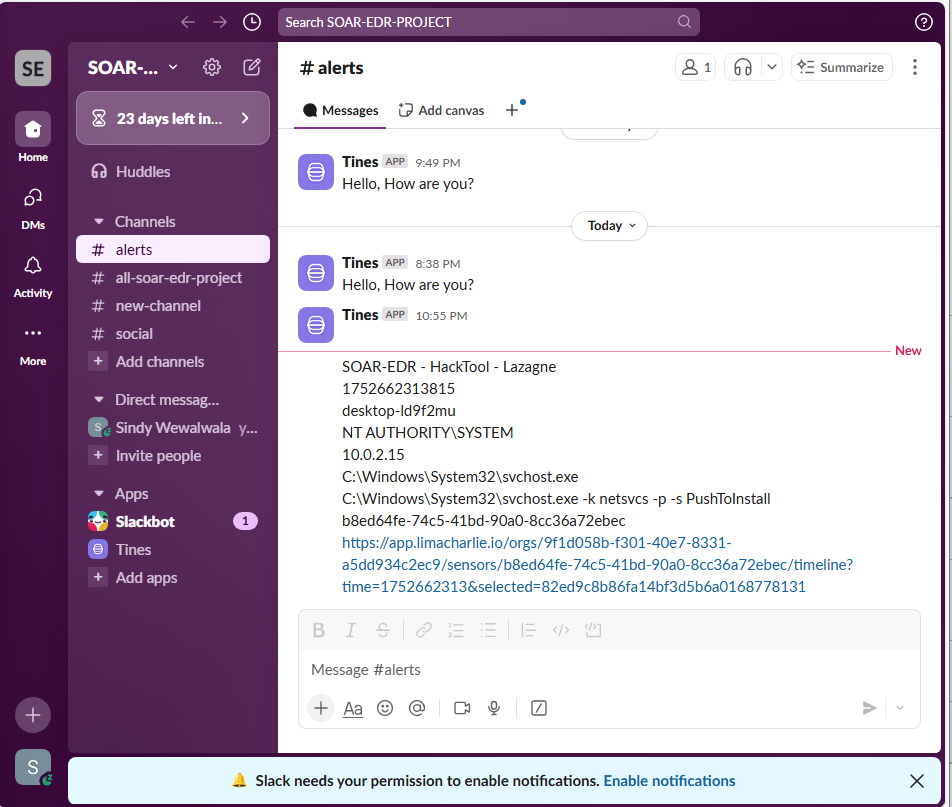 Search SOAR-EDR-PROJECT
SE
SOAR-...
# alerts
1
Summarize
23 days left in...
Messages
Add canvas
Home
Tines APP 9:49 PM
Hello, How are you?
Huddles
DMs
Channels
Today
# alerts
Tines APP 8:38 PM
# all-soar-edr-project
Hello, How are you?
Activity
# new-channel
Tines APP 10:55 PM
# social
More
Add channels
New
SOAR-EDR - HackTool - Lazagne
1752662313815
Direct messag...
desktop-ld9f2mu
S Sindy Wewalwala y...
NT AUTHORITY\SYSTEM
Invite people
10.0.2.15
C:\Windows\System32\svchost.exe
Apps
C:\Windows\System32\svchost.exe -k netsvcs -p -s PushToInstall
Slackbot 1
b8ed64fe-74c5-41bd-90a0-8cc36a72ebec
Tines
https://app.limacharlie.io/orgs/9f1d058b-f301-40e7-8331-
a5dd934c2ec9/sensors/b8ed64fe-74c5-41bd-90a0-8cc36a72ebec/timeline?
Add apps
time=1752662313&selected=82ed9c8b86fa14bf3d5b6a0168778131
B I S
Message #alerts
Aa
S
Slack needs your permission to enable notifications. Enable notifications